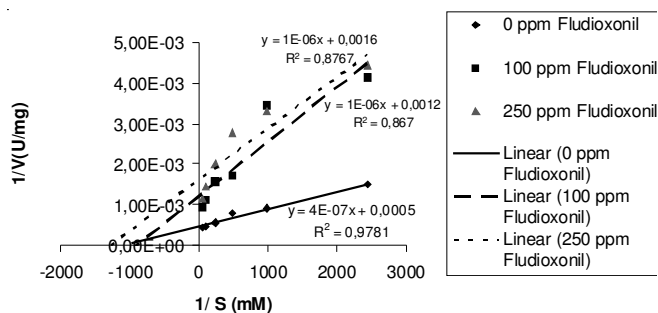 5,00E-03
4,00E-03
3,00E-03
2,00E-03
1,00E-03
0,00E+00
1/V(U/mg)
y = 1E-06x + 0,0016
R² = 0,8767
y = 1E-06x + 0,0012
R² = 0,867
y = 4E-07x + 0,0005
R² = 0,9781
-2000 -1000 0 1000 2000 3000
1/ S (mM)
0 ppm Fludioxonil
100 ppm Fludioxonil
250 ppm Fludioxonil
Linear (0 ppm
Fludioxonil)
Linear (100 ppm
Fludioxonil)
Linear (250 ppm
Fludioxonil)